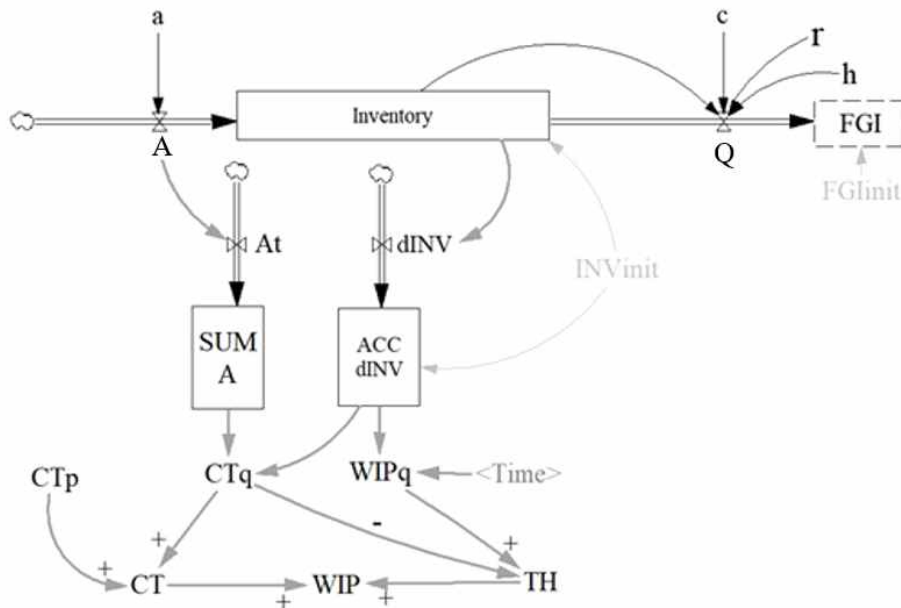 a
c
r
h
Inventory
FGI
A
Q
FGIinit
At
dINV
INVinit
SUM
A
ACC
dINV
CTp
CTq
WIPq
<Time>
-
+
+
+
CT
WIP
TH
+
+